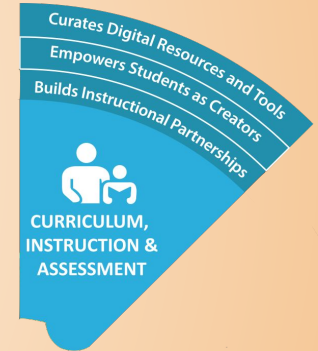 Curates Digital Resources and Tools
Empowers Students as Creators
Builds Instructional Partnerships
CURRICULUM,
INSTRUCTION &
ASSESSMENT